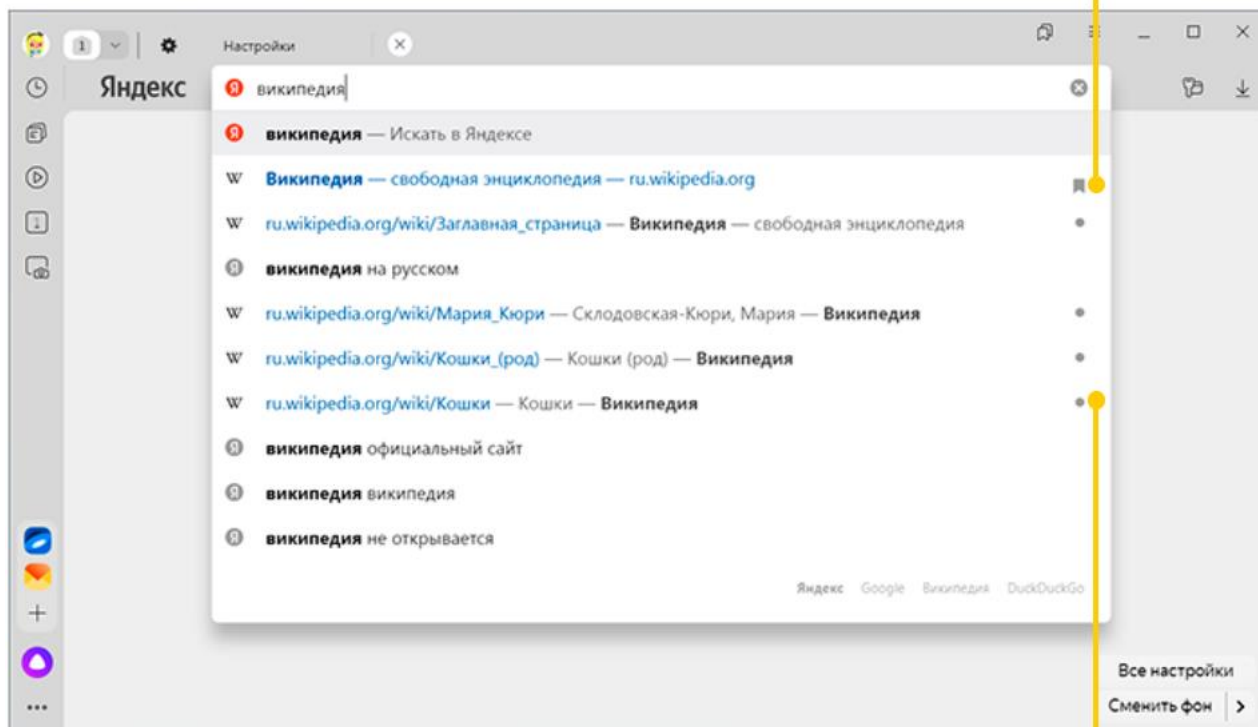 1
Настройки
Яндекс
Я википедия
Я википедия — Искать в Яндексе
W Википедия — свободная энциклопедия — ru.wikipedia.org
W ru.wikipedia.org/wiki/Заглавная_страница — Википедия — свободная энциклопедия
Я википедия на русском
W ru.wikipedia.org/wiki/Мария_Кюри — Склодовская-Кюри, Мария — Википедия
1
W ru.wikipedia.org/wiki/Кошки_(род) — Кошки (род) — Википедия
W ru.wikipedia.org/wiki/Кошки — Кошки — Википедия
Я википедия официальный сайт
Я википедия википедия
Я википедия не открывается
Яндекс Google Википедия DuckDuckGo
Все настройки
Сменить фон